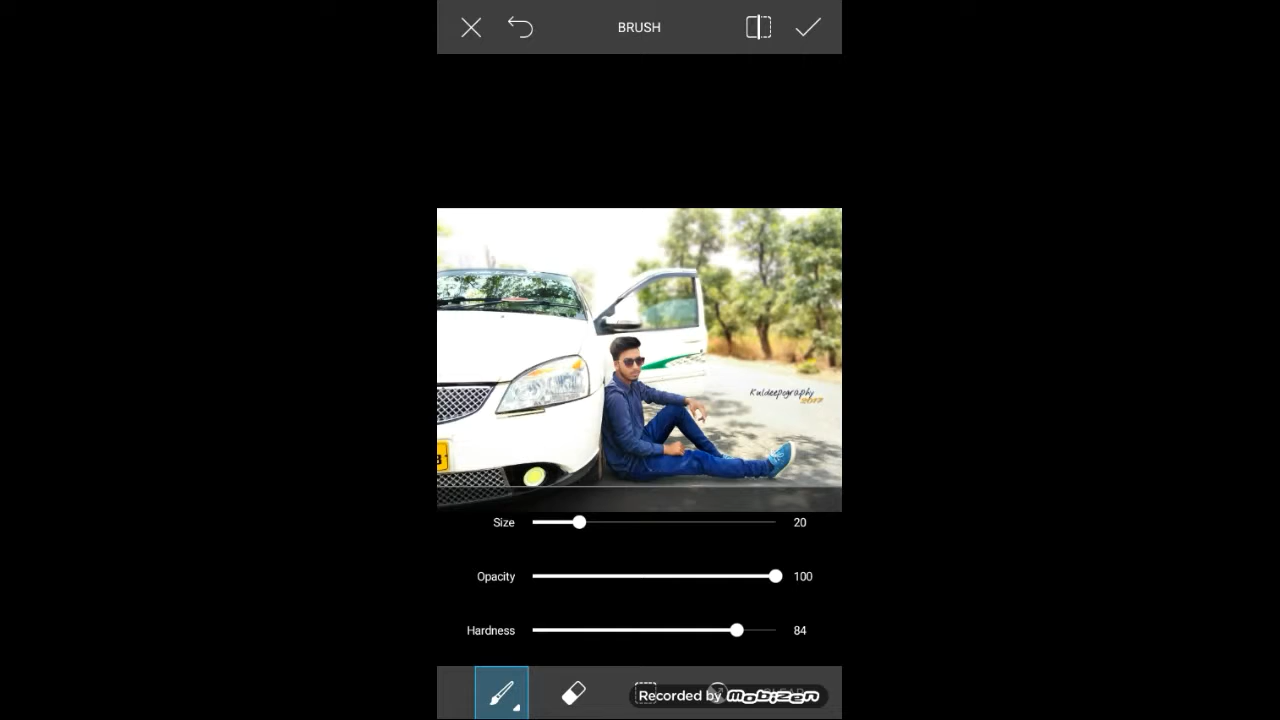 BRUSH
Kuldeepography
Size 20
Opacity 100
Hardness 84
Recorded by Mobizen